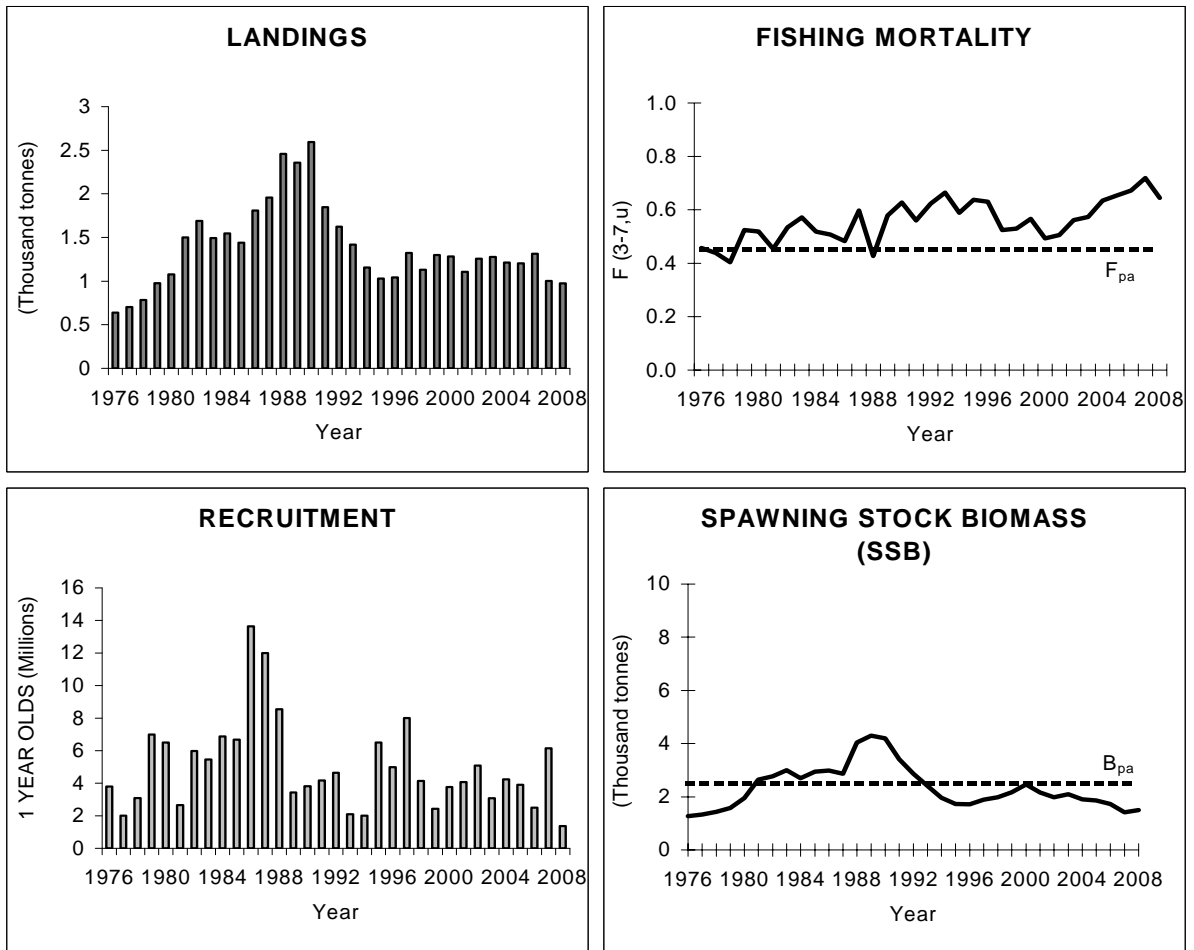 LANDINGS
(Thousand tonnes)
3
2.5
2
1.5
1
0.5
0
1976 1980 1984 1988 1992 1996 2000 2004 2008
Year
FISHING MORTALITY
F (3-7,u)
1.0
0.8
0.6
0.4
0.2
0.0
Fpa
1976 1980 1984 1988 1992 1996 2000 2004 2008
Year
RECRUITMENT
1 YEAR OLDS (Millions)
16
14
12
10
8
6
4
2
0
1976 1980 1984 1988 1992 1996 2000 2004 2008
Year
SPAWNING STOCK BIOMASS
(SSB)
(Thousand tonnes)
10
8
6
4
2
0
Bpa
1976 1980 1984 1988 1992 1996 2000 2004 2008
Year